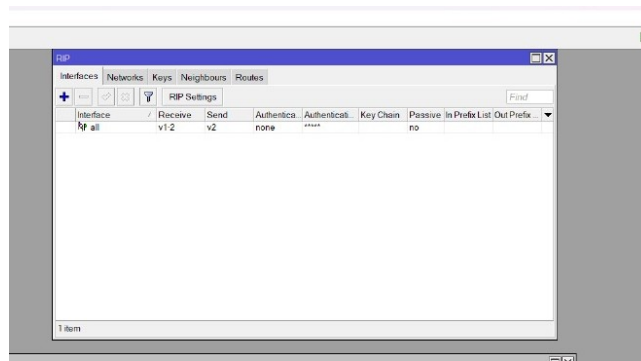 RIP
Interfaces Networks Keys Neighbours Routes
RIP Settings Find
Interface Receive Send Authentica... Authenticati... Key Chain Passive In Prefix List Out Prefix ...
all v1-2 v2 none ***** no
1 item